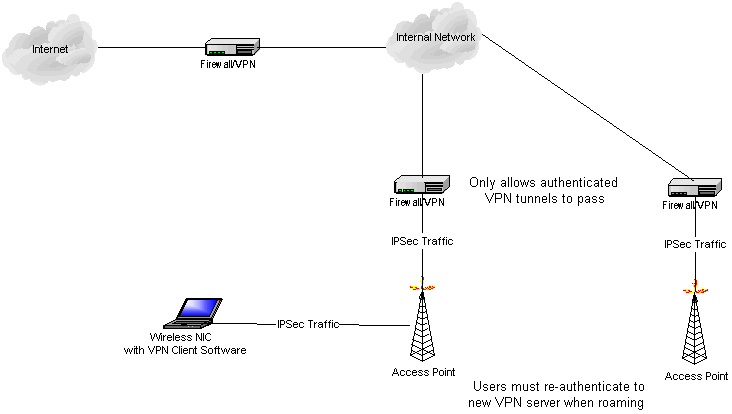 Internet
Firewall/VPN
Internal Network
Firewall/VPN
Only allows authenticated
VPN tunnels to pass
Firewall/VPN
IPSec Traffic
IPSec Traffic
Wireless NIC
with VPN Client Software
IPSec Traffic
Access Point
Access Point
Users must re-authenticate to
new VPN server when roaming